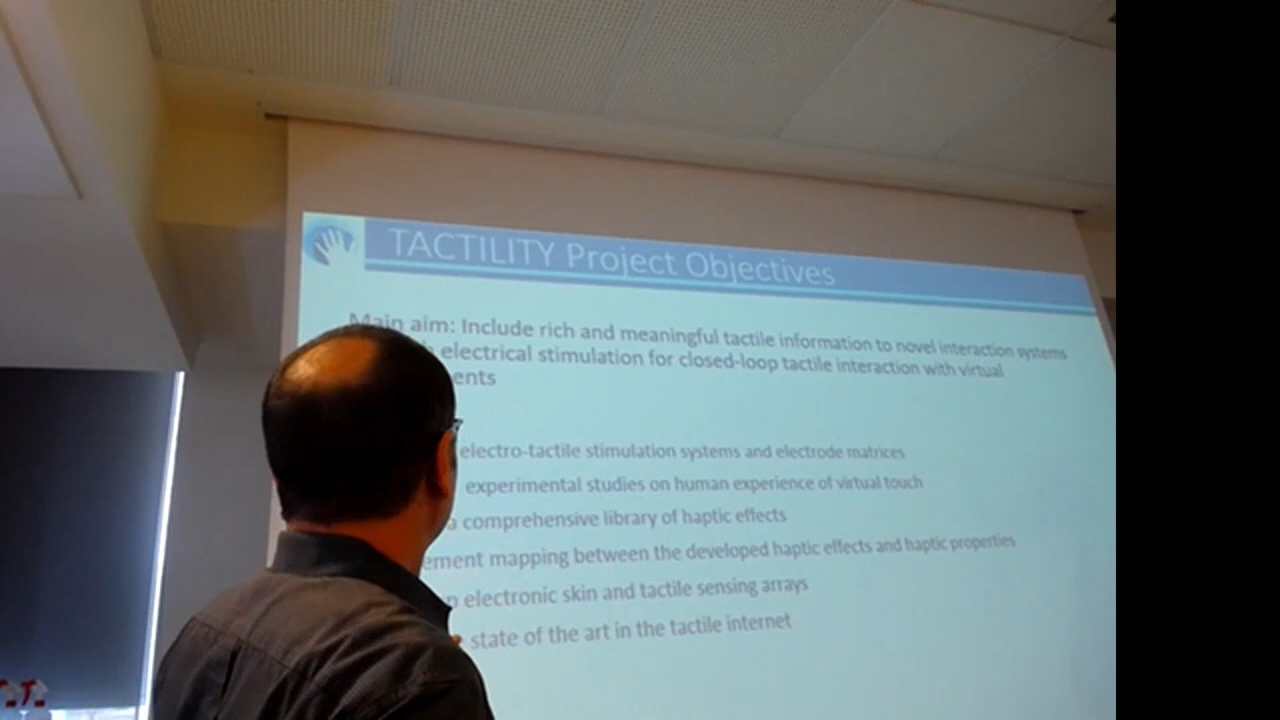 TACTILITY Project Objectives
Main aim: Include rich and meaningful tactile information to novel interaction systems
electrical stimulation for closed-loop tactile interaction with virtual
ents
electro-tactile stimulation systems and electrode matrices
experimental studies on human experience of virtual touch
a comprehensive library of haptic effects
ement mapping between the developed haptic effects and haptic properties
electronic skin and tactile sensing arrays
state of the art in the tactile internet